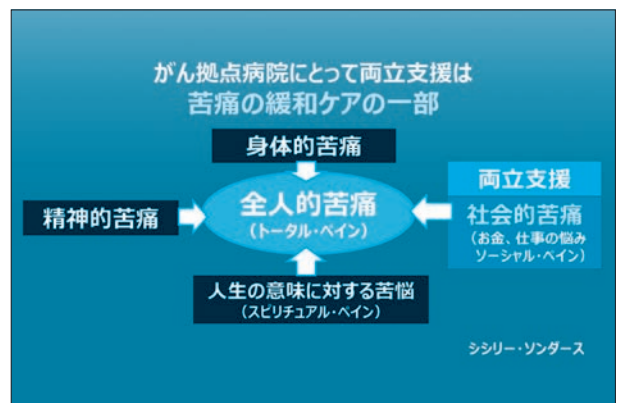 がん拠点病院にとって両立支援は
苦痛の緩和ケアの一部
身体的苦痛
両立支援
精神的苦痛
全人的苦痛
(トータル・ペイン)
社会的苦痛
(お金、仕事の悩み
ソーシャル・ペイン)
人生の意味に対する苦悩
(スピリチュアル・ペイン)
シシリー・ソンダース